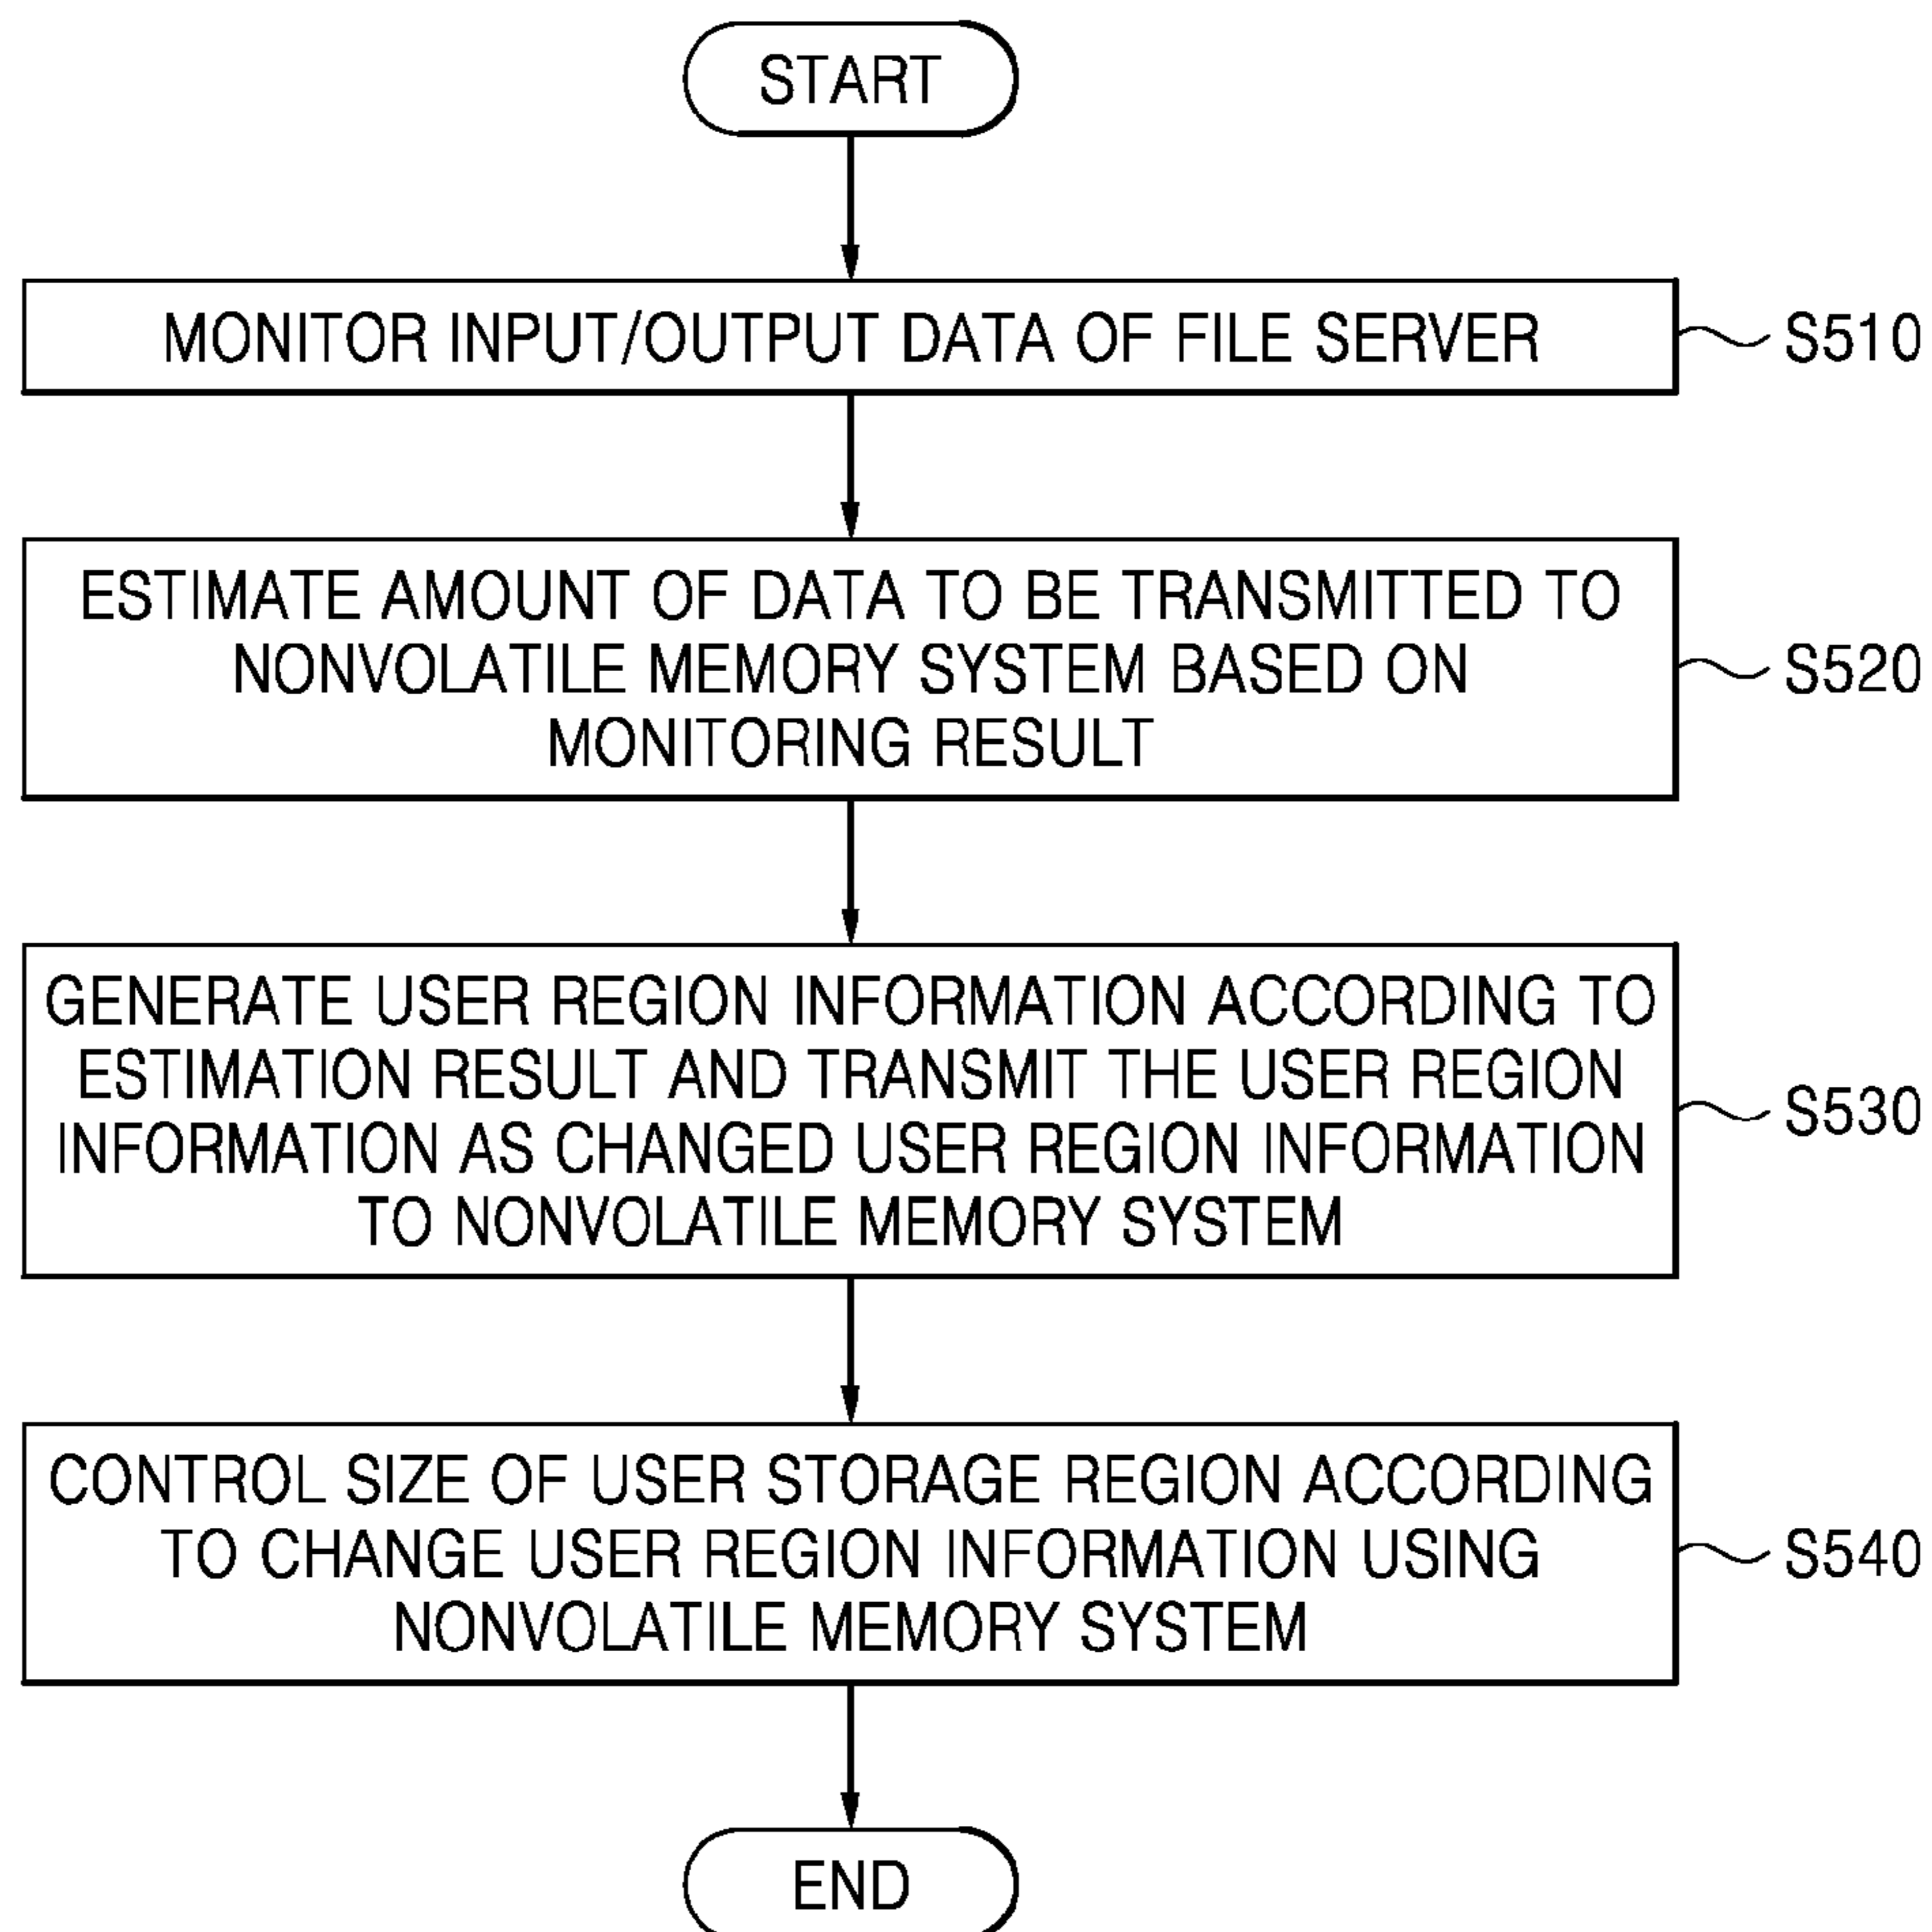 START
MONITOR INPUT/OUTPUT DATA OF FILE SERVER
S510
ESTIMATE AMOUNT OF DATA TO BE TRANSMITTED TO
NONVOLATILE MEMORY SYSTEM BASED ON
MONITORING RESULT
S520
GENERATE USER REGION INFORMATION ACCORDING TO
ESTIMATION RESULT AND TRANSMIT THE USER REGION
INFORMATION AS CHANGED USER REGION INFORMATION
TO NONVOLATILE MEMORY SYSTEM
S530
CONTROL SIZE OF USER STORAGE REGION ACCORDING
TO CHANGE USER REGION INFORMATION USING
NONVOLATILE MEMORY SYSTEM
S540
END